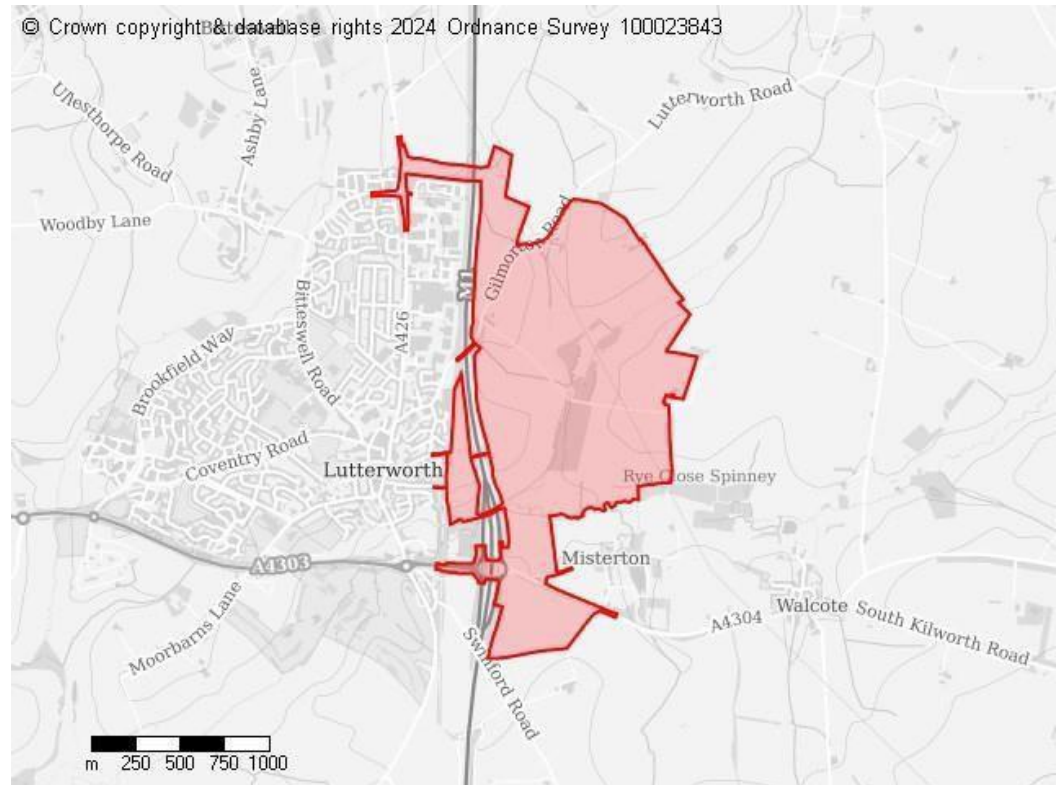 © Crown copyright & database rights 2024 Ordnance Survey 100023843
Ullesthorpe Road
Ashby Lane
Lutterworth Road
Woodby Lane
Gilmorton Road
M1
Bitteswell Road
A426
Brookfield Way
Coventry Road
Lutterworth
Rye Close Spinney
Misterton
A4303
Moorbarns Lane
Swinford Road
A4304
Walcote
South Kilworth Road
m 250 500 750 1000